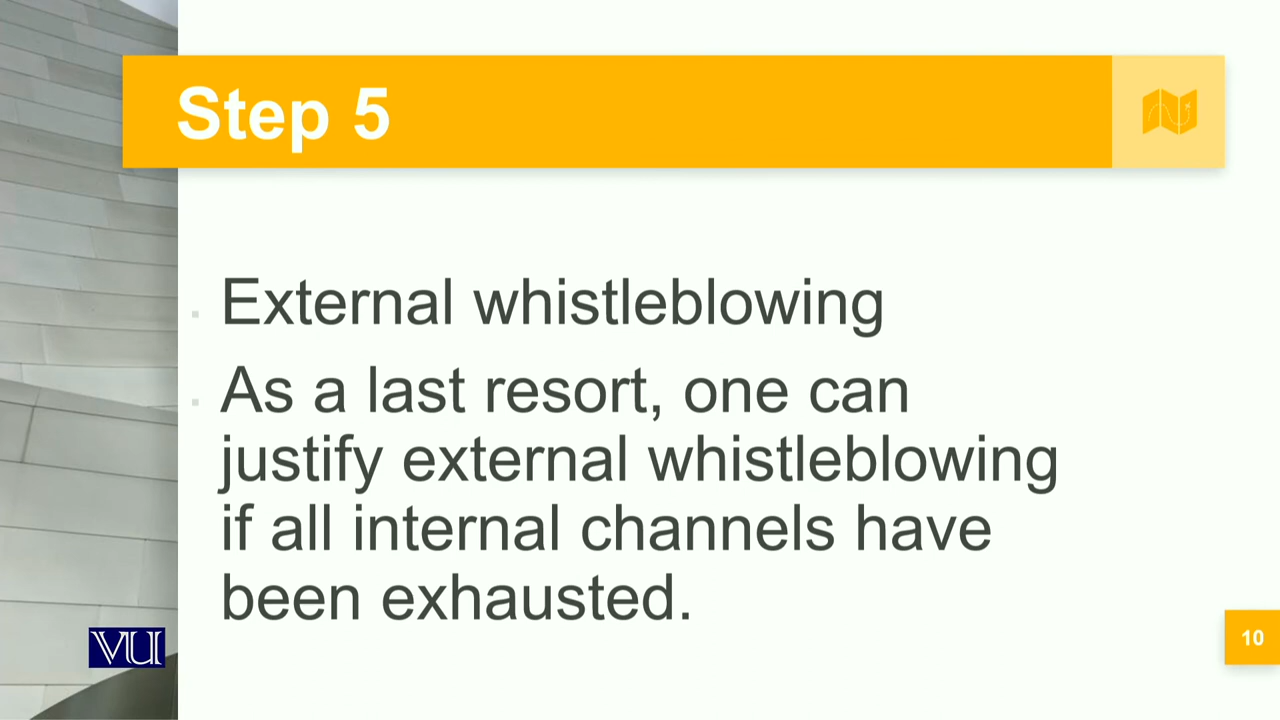 Step 5
External whistleblowing
As a last resort, one can
justify external whistleblowing
if all internal channels have
been exhausted.
VU
10